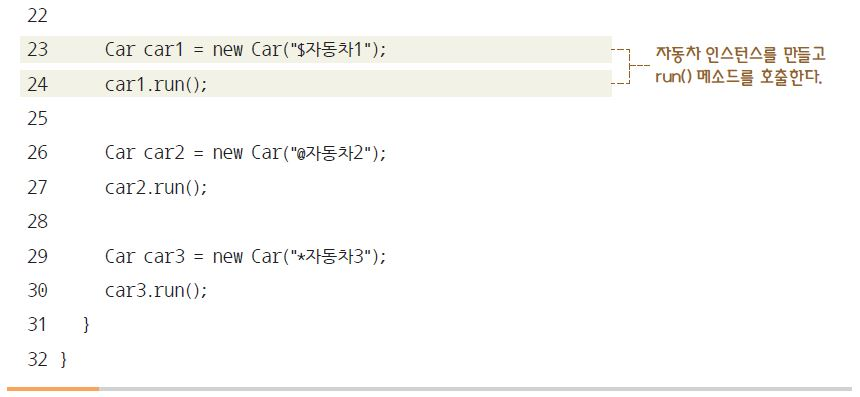 22
23 Car car1 = new Car("$자동차1");
24 car1.run();
자동차 인스턴스를 만들고
run() 메소드를 호출한다.
25
26 Car car2 = new Car("@자동차2");
27 car2.run();
28
29 Car car3 = new Car("*자동차3");
30 car3.run();
31 }
32 }